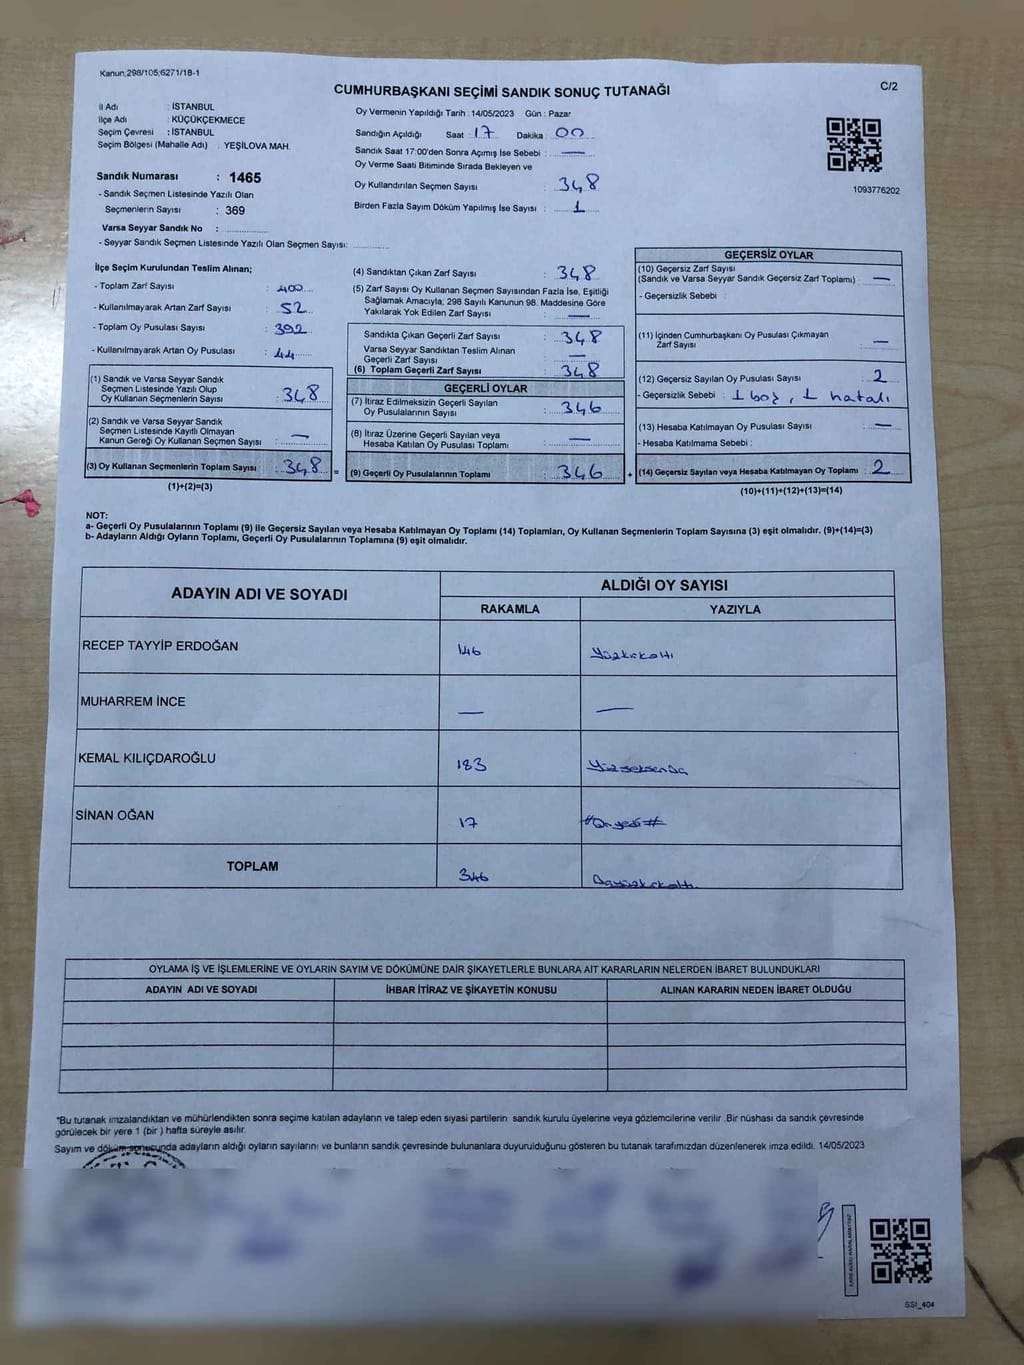 Kanun;298/105;6271/18-1
CUMHURBAŞKANI SEÇİMİ SANDIK SONUÇ TUTANAĞI
C/2
İl Adı : İSTANBUL
İlçe Adı : KÜÇÜKÇEKMECE
Seçim Çevresi : İSTANBUL
Seçim Bölgesi (Mahalle Adı) : YEŞİLOVA MAH.
Sandık Numarası : 1465
- Sandık Seçmen Listesinde Yazılı Olan
Seçmenlerin Sayısı : 369
Varsa Seyyar Sandık No :
- Seyyar Sandık Seçmen Listesinde Yazılı Olan Seçmen Sayısı:
Oy Vermenin Yapıldığı Tarih : 14/05/2023 Gün : Pazar
Sandığın Açıldığı Saat : 17 Dakika : 00
Sandık Saat 17:00'den Sonra Açımış İse Sebebi : —
Oy Verme Saati Bitiminde Sırada Bekleyen ve
Oy Kullandırılan Seçmen Sayısı : 348
Birden Fazla Sayım Döküm Yapılmış İse Sayısı : 1
1093776202
İlçe Seçim Kurulundan Teslim Alınan;
- Toplam Zarf Sayısı : 400
- Kullanılmayarak Artan Zarf Sayısı : 52
- Toplam Oy Pusulası Sayısı : 392
- Kullanılmayarak Artan Oy Pusulası : 44
(1) Sandık ve Varsa Seyyar Sandık
Seçmen Listesinde Yazılı Olup
Oy Kullanan Seçmenlerin Sayısı : 348
(2) Sandık ve Varsa Seyyar Sandık
Seçmen Listesinde Kayıtlı Olmayan
Kanun Gereği Oy Kullanan Seçmen Sayısı : —
(3) Oy Kullanan Seçmenlerin Toplam Sayısı : 348 =
(1)+(2)=(3)
(4) Sandıktan Çıkan Zarf Sayısı : 348
(5) Zarf Sayısı Oy Kullanan Seçmen Sayısından Fazla İse, Eşitliği
Sağlamak Amacıyla; 298 Sayılı Kanunun 98. Maddesine Göre
Yakılarak Yok Edilen Zarf Sayısı : —
Sandıkta Çıkan Geçerli Zarf Sayısı : 348
Varsa Seyyar Sandıktan Teslim Alınan
Geçerli Zarf Sayısı : —
(6) Toplam Geçerli Zarf Sayısı : 348
GEÇERLİ OYLAR
(7) İtiraz Edilmeksizin Geçerli Sayılan
Oy Pusulalarının Sayısı : 346
(8) İtiraz Üzerine Geçerli Sayılan veya
Hesaba Katılan Oy Pusulası Toplamı : —
(9) Geçerli Oy Pusulalarının Toplamı : 346 +
GEÇERSİZ OYLAR
(10) Geçersiz Zarf Sayısı
(Sandık ve Varsa Seyyar Sandık Geçersiz Zarf Toplamı) : —
- Geçersizlik Sebebi :
(11) İçinden Cumhurbaşkanı Oy Pusulası Çıkmayan
Zarf Sayısı : —
(12) Geçersiz Sayılan Oy Pusulası Sayısı : 2
- Geçersizlik Sebebi : 1 boş, 1 hatalı
(13) Hesaba Katılmayan Oy Pusulası Sayısı : —
- Hesaba Katılmama Sebebi :
(14) Geçersiz Sayılan veya Hesaba Katılmayan Oy Toplamı : 2
(10)+(11)+(12)+(13)=(14)
NOT:
a- Geçerli Oy Pusulalarının Toplamı (9) ile Geçersiz Sayılan veya Hesaba Katılmayan Oy Toplamı (14) Toplamları, Oy Kullanan Seçmenlerin Toplam Sayısına (3) eşit olmalıdır. (9)+(14)=(3)
b- Adayların Aldığı Oyların Toplamı, Geçerli Oy Pusulalarının Toplamına (9) eşit olmalıdır.
ADAYIN ADI VE SOYADI ALDIĞI OY SAYISI
RAKAMLA YAZIYLA
RECEP TAYYİP ERDOĞAN 146 Yüzkırkaltı
MUHARREM İNCE — —
KEMAL KILIÇDAROĞLU 183 Yüzseksenüç
SİNAN OĞAN 17 #Onyedi#
TOPLAM 346 Üçyüzkırkaltı
OYLAMA İŞ VE İŞLEMLERİNE VE OYLARIN SAYIM VE DÖKÜMÜNE DAİR ŞİKAYETLERLE BUNLARA AİT KARARLARIN NELERDEN İBARET BULUNDUKLARI
ADAYIN ADI VE SOYADI İHBAR İTİRAZ VE ŞİKAYETİN KONUSU ALINAN KARARIN NEDEN İBARET OLDUĞU
*Bu tutanak imzalandıktan ve mühürlendikten sonra seçime katılan adayların ve talep eden siyasi partilerin sandık kurulu üyelerine veya gözlemcilerine verilir .Bir nüshası da sandık çevresinde
görülecek bir yere 1 (bir ) hafta süreyle asılır.
Sayım ve döküm sonucunda adayların aldığı oyların sayılarını ve bunların sandık çevresinde bulunanlara duyurulduğunu gösteren bu tutanak tarafımızdan düzenlenerek imza edildi. 14/05/2023
SSI_404